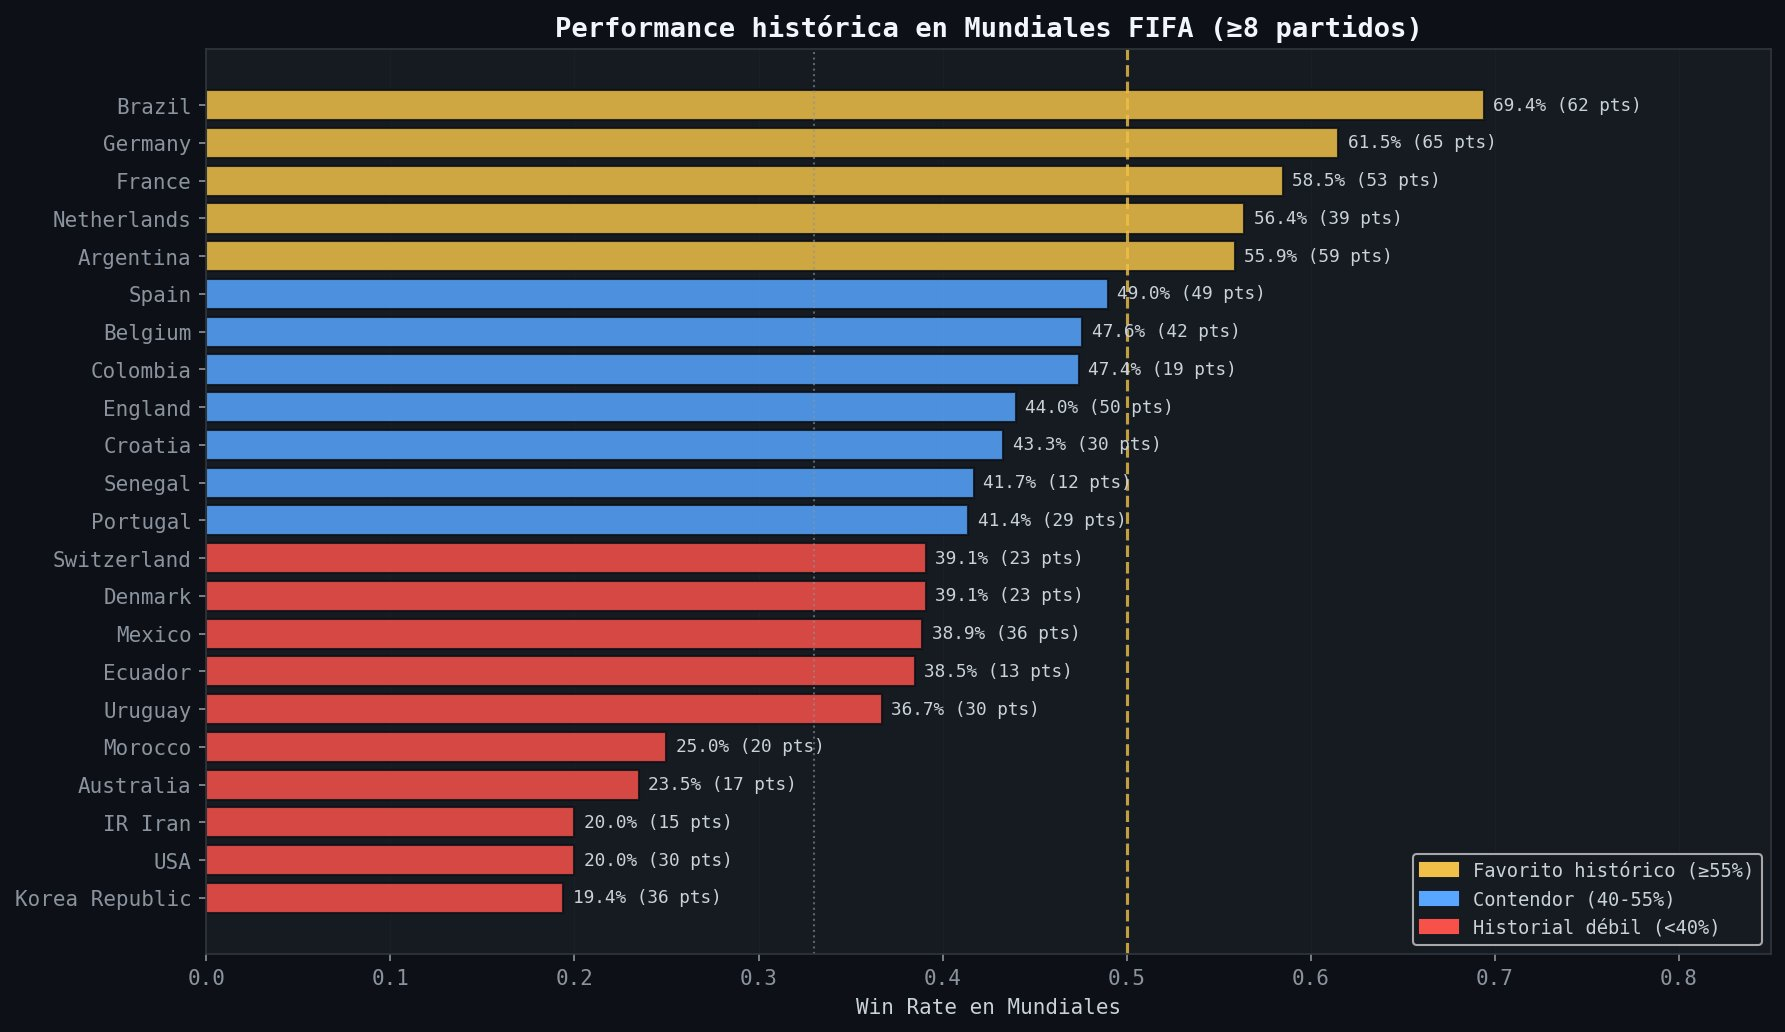 Performance histórica en Mundiales FIFA (≥8 partidos)
Brazil 69.4% (62 pts)
Germany 61.5% (65 pts)
France 58.5% (53 pts)
Netherlands 56.4% (39 pts)
Argentina 55.9% (59 pts)
Spain 49.0% (49 pts)
Belgium 47.6% (42 pts)
Colombia 47.4% (19 pts)
England 44.0% (50 pts)
Croatia 43.3% (30 pts)
Senegal 41.7% (12 pts)
Portugal 41.4% (29 pts)
Switzerland 39.1% (23 pts)
Denmark 39.1% (23 pts)
Mexico 38.9% (36 pts)
Ecuador 38.5% (13 pts)
Uruguay 36.7% (30 pts)
Morocco 25.0% (20 pts)
Australia 23.5% (17 pts)
IR Iran 20.0% (15 pts)
USA 20.0% (30 pts)
Korea Republic 19.4% (36 pts)
Favorito histórico (≥55%)
Contendor (40-55%)
Historial débil (<40%)
0.0 0.1 0.2 0.3 0.4 0.5 0.6 0.7 0.8
Win Rate en Mundiales